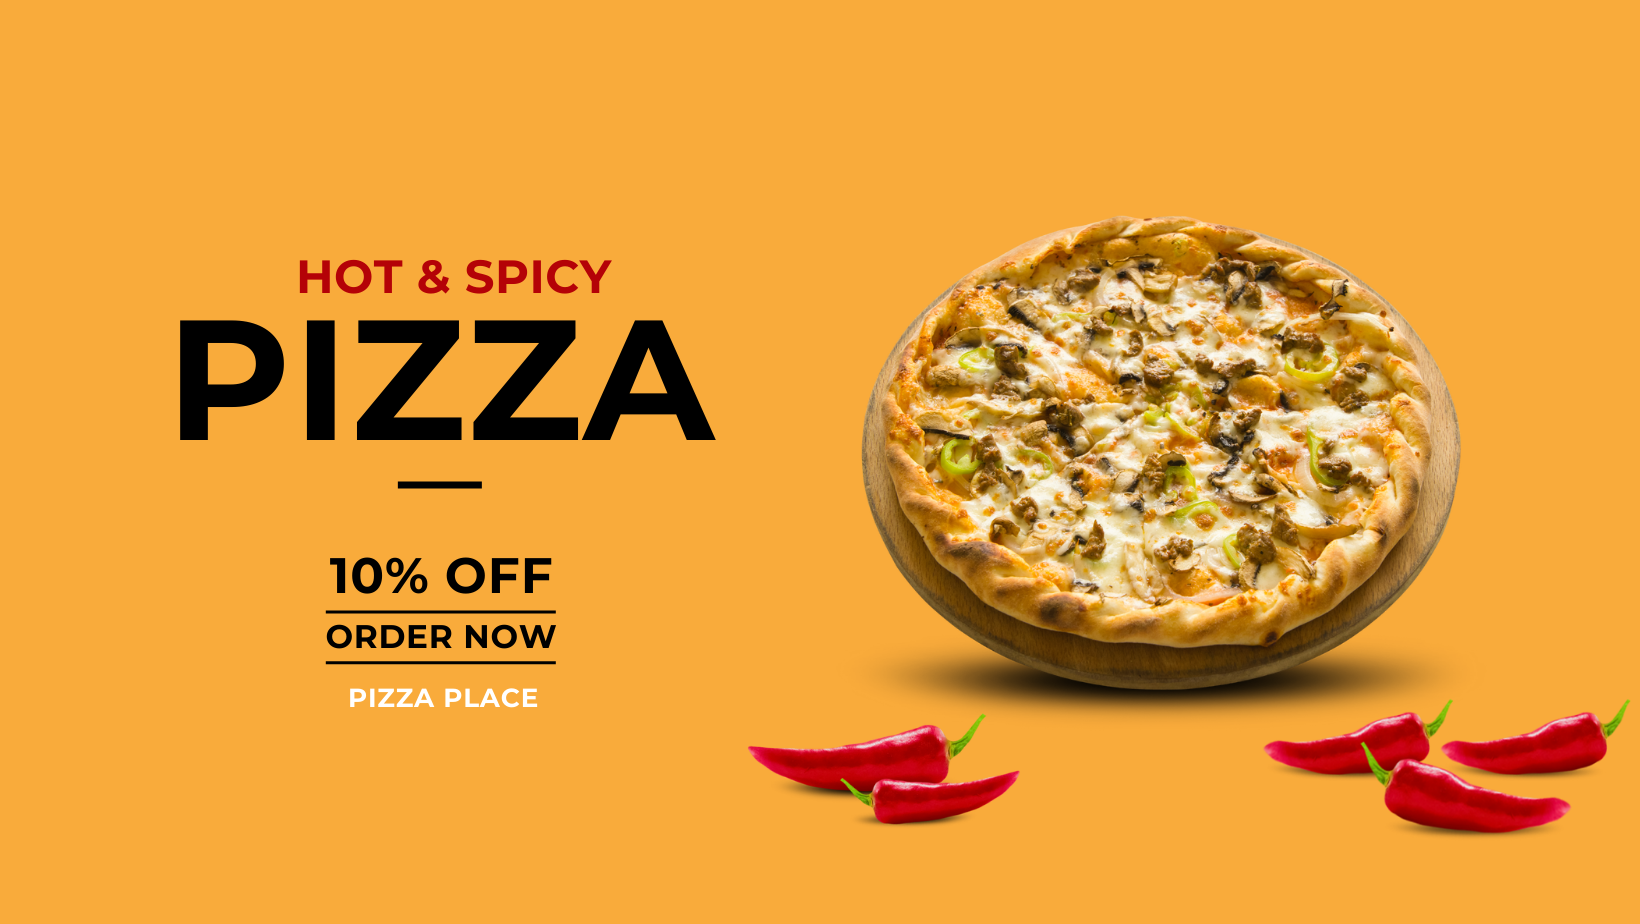 HOT & SPICY
PIZZA
10% OFF
ORDER NOW
PIZZA PLACE